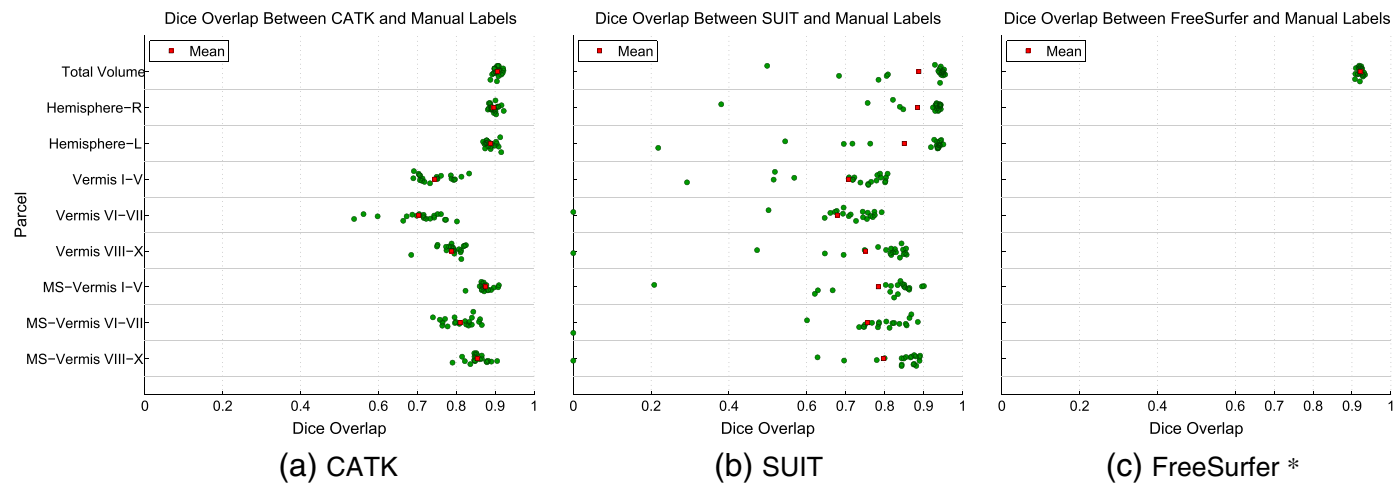 Dice Overlap Between CATK and Manual Labels
Mean
Parcel
Total Volume
Hemisphere−R
Hemisphere−L
Vermis I−V
Vermis VI−VII
Vermis VIII−X
MS−Vermis I−V
MS−Vermis VI−VII
MS−Vermis VIII−X
0 0.2 0.4 0.6 0.7 0.8 0.9 1
Dice Overlap
(a) CATK
Dice Overlap Between SUIT and Manual Labels
Mean
0 0.2 0.4 0.6 0.7 0.8 0.9 1
Dice Overlap
(b) SUIT
Dice Overlap Between FreeSurfer and Manual Labels
Mean
0 0.2 0.4 0.6 0.7 0.8 0.9 1
Dice Overlap
(c) FreeSurfer *